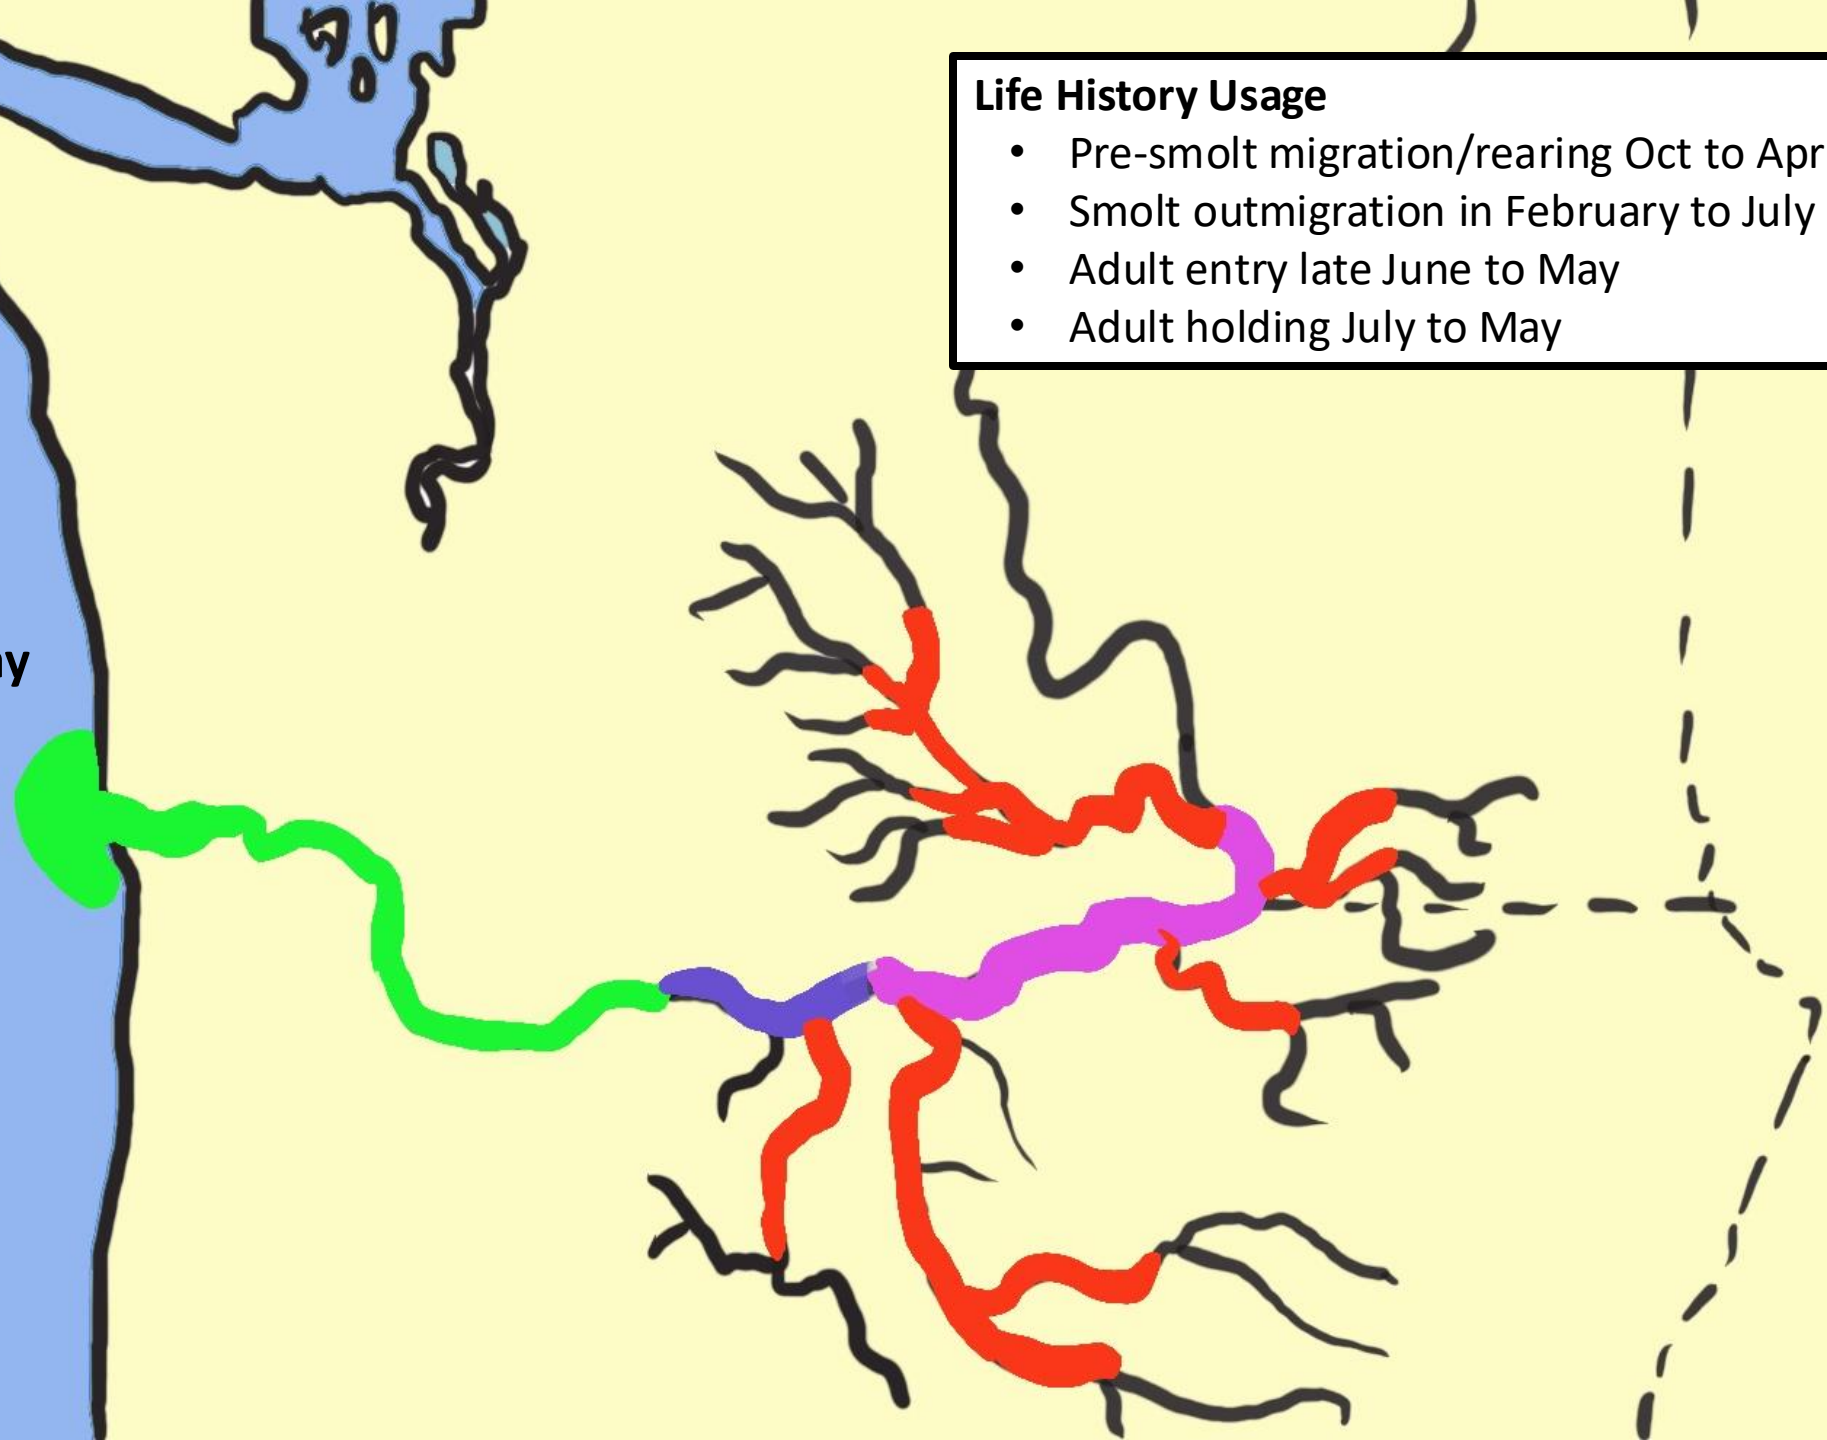 Life History Usage
• Pre-smolt migration/rearing Oct to Apr
• Smolt outmigration in February to July
• Adult entry late June to May
• Adult holding July to May